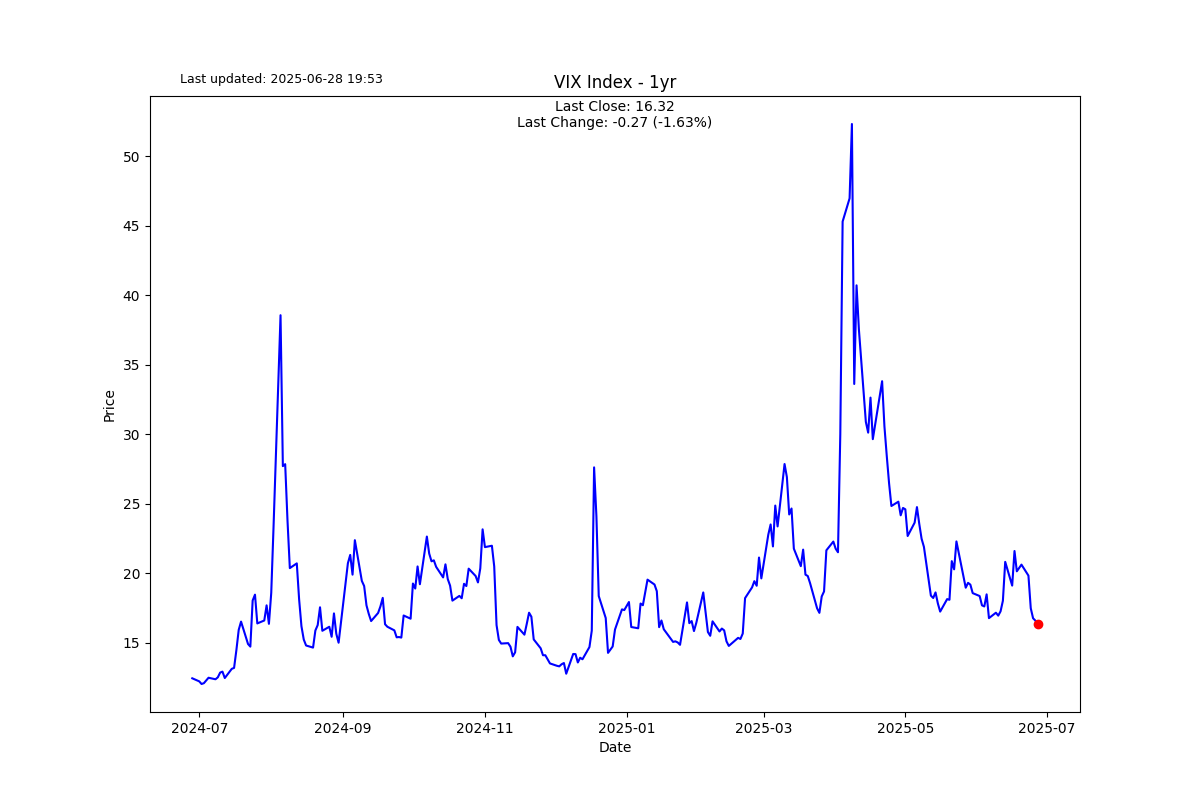 Last updated: 2025-06-28 19:53
VIX Index - 1yr
Last Close: 16.32
Last Change: -0.27 (-1.63%)
50
45
40
35
30
25
20
15
Price
2024-07
2024-09
2024-11
2025-01
2025-03
2025-05
2025-07
Date